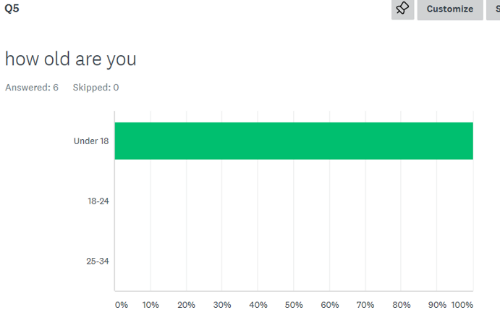 Q5
Customize
S
how old are you
Answered: 6 Skipped: 0
Under 18
18-24
25-34
0% 10% 20% 30% 40% 50% 60% 70% 80% 90% 100%